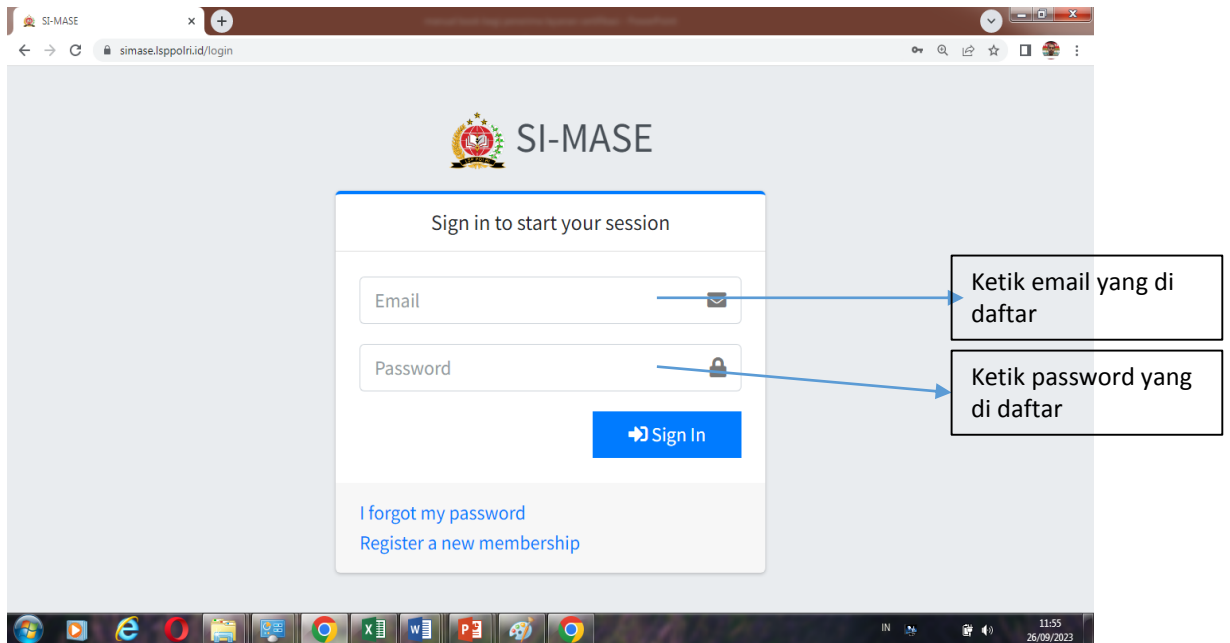 SI-MASE
simase.lsppolri.id/login
SI-MASE
Sign in to start your session
Email
Ketik email yang di
daftar
Password
Ketik password yang
di daftar
Sign In
I forgot my password
Register a new membership
IN
11:55
26/09/2023